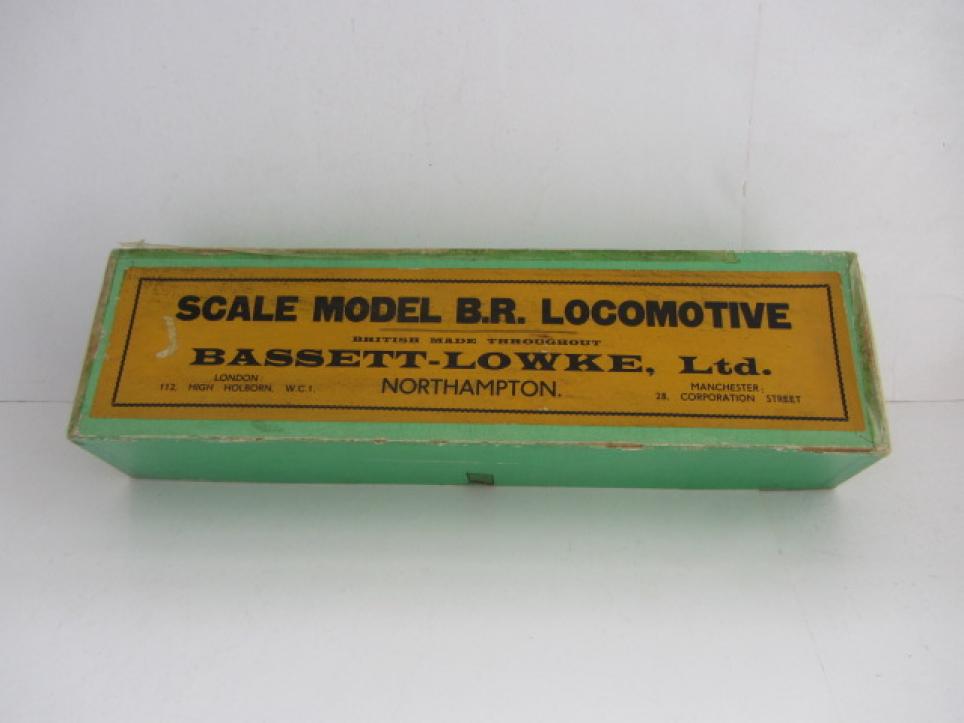 SCALE MODEL B.R. LOCOMOTIVE
BRITISH MADE THROUGHOUT
BASSETT-LOWKE, Ltd.
LONDON:
112, HIGH HOLBORN, W.C.1.
NORTHAMPTON.
MANCHESTER:
28, CORPORATION STREET